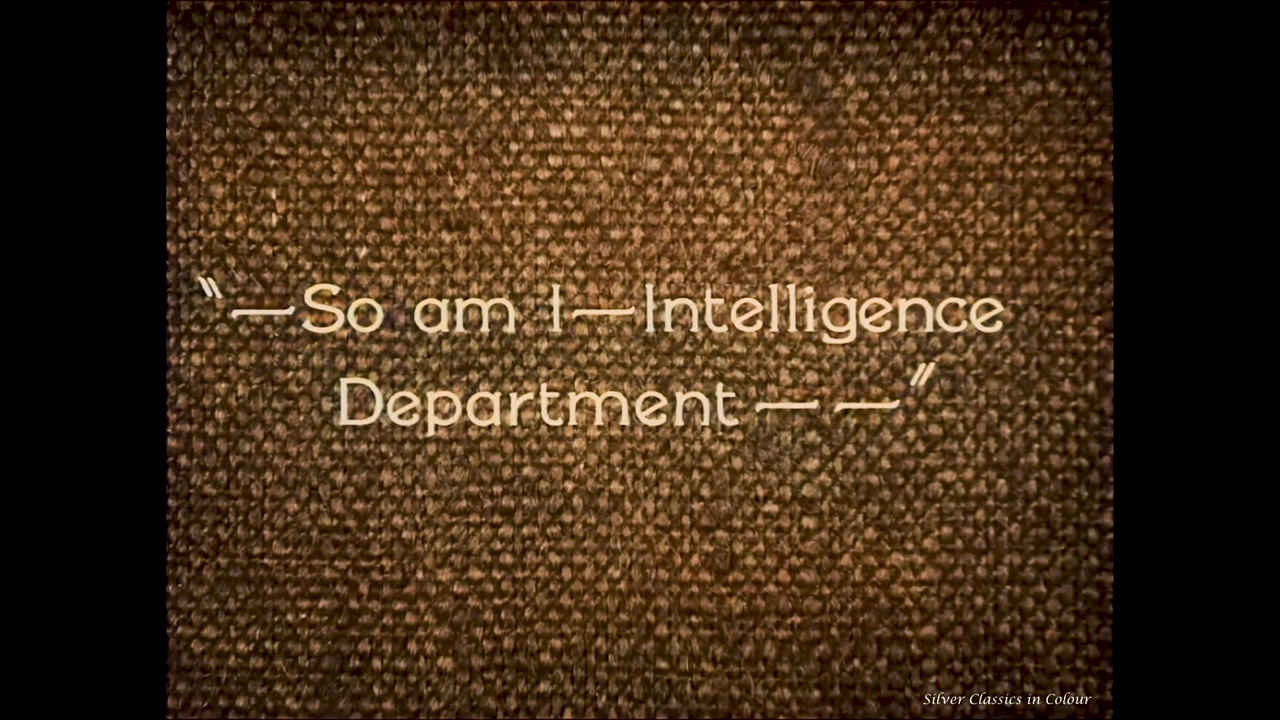 "—So am I—Intelligence
Department — —"
Silver Classics in Colour